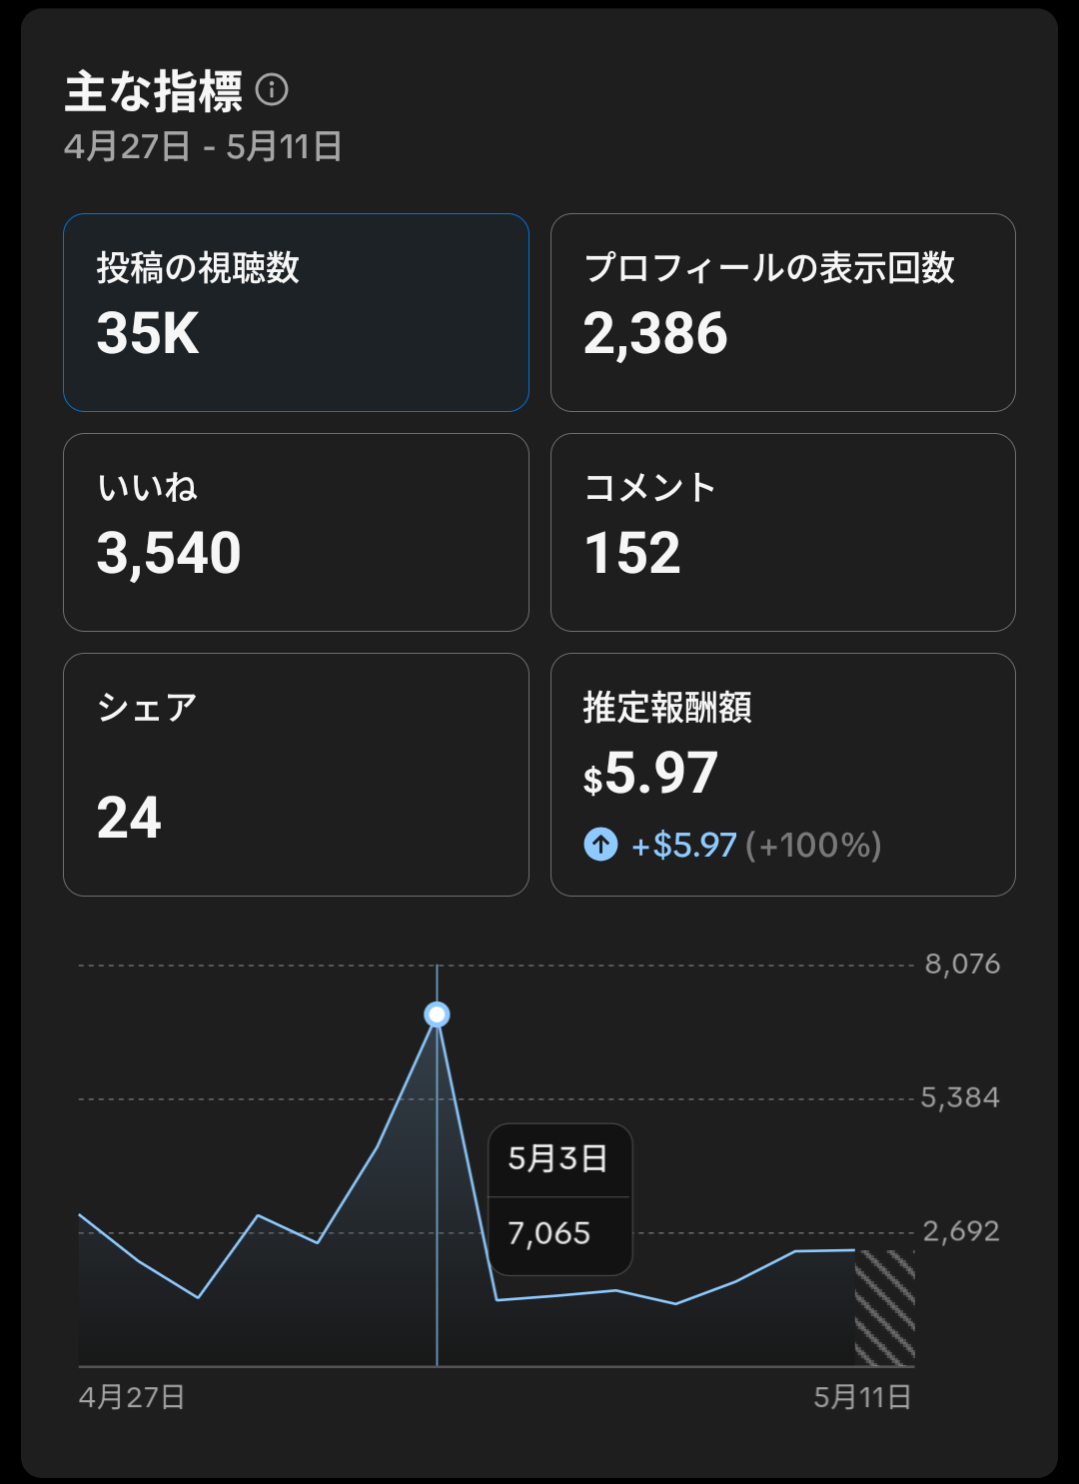 主な指標
4月27日 - 5月11日
投稿の視聴数
35K
プロフィールの表示回数
2,386
いいね
3,540
コメント
152
シェア
24
推定報酬額
$5.97
+$5.97 (+100%)
8,076
5,384
5月3日
7,065
2,692
4月27日
5月11日